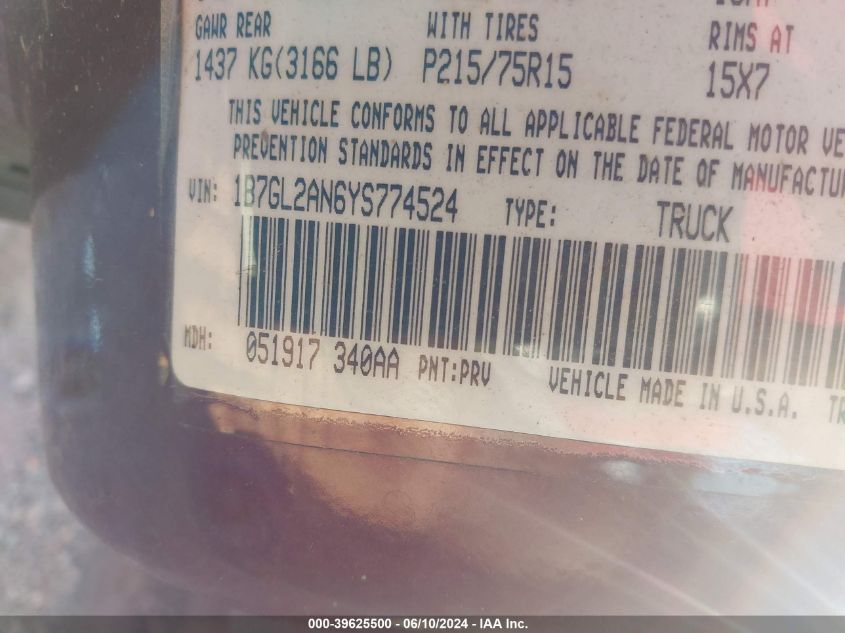 GAWR REAR WITH TIRES RIMS AT
1437 KG(3166 LB) P215/75R15 15X7
THIS VEHICLE CONFORMS TO ALL APPLICABLE FEDERAL MOTOR VE
PREVENTION STANDARDS IN EFFECT ON THE DATE OF MANUFACTU
VIN: 1B7GL2AN6YS774524 TYPE: TRUCK
MDH: 051917 340AA PNT:PRV VEHICLE MADE IN U.S.A. TR
000-39625500 - 06/10/2024 - IAA Inc.